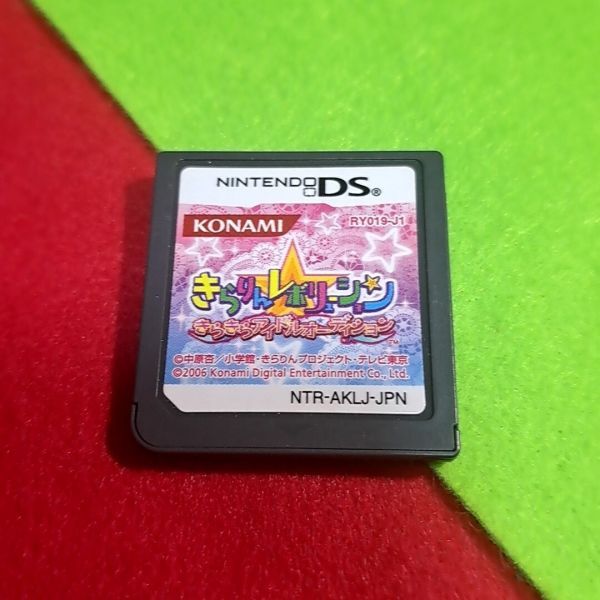 NINTENDO DS®
KONAMI
RY019-J1
きらりんレボリューション
きらきらアイドルオーディション
™
©中原杏／小学館・きらりんプロジェクト・テレビ東京
©2006 Konami Digital Entertainment Co., Ltd.
NTR-AKLJ-JPN